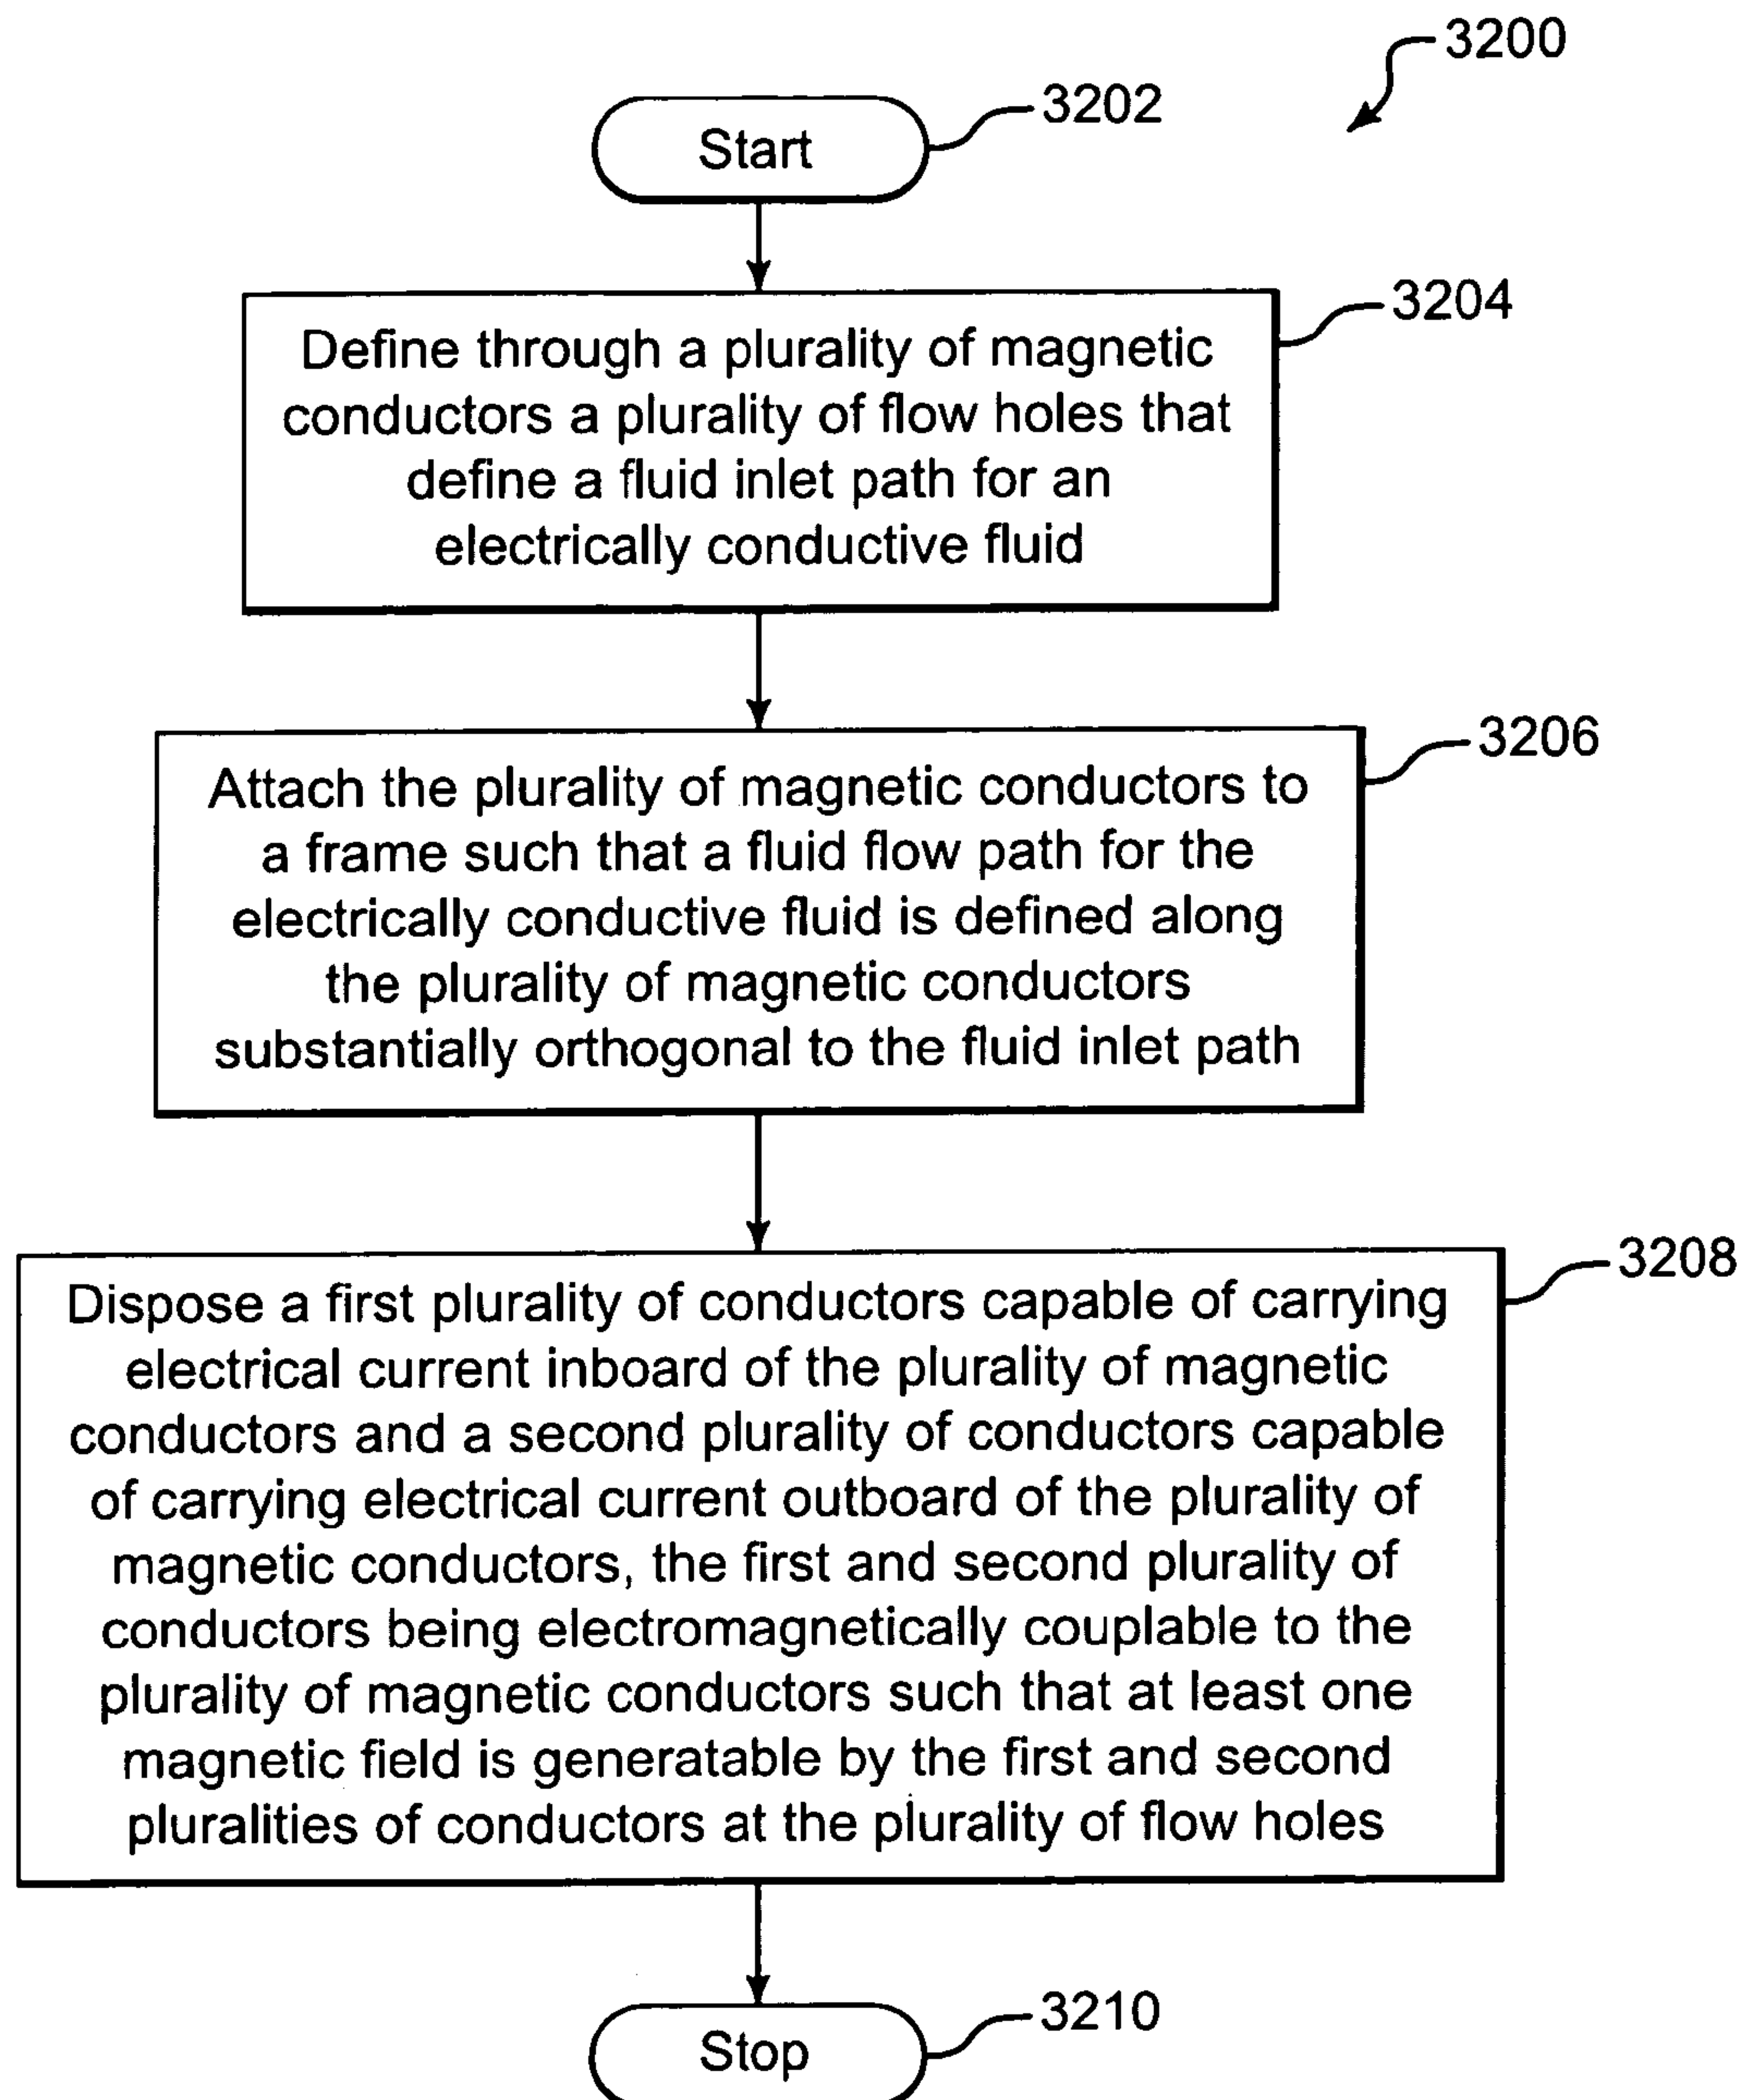 3200
3202
Start
3204
Define through a plurality of magnetic
conductors a plurality of flow holes that
define a fluid inlet path for an
electrically conductive fluid
3206
Attach the plurality of magnetic conductors to
a frame such that a fluid flow path for the
electrically conductive fluid is defined along
the plurality of magnetic conductors
substantially orthogonal to the fluid inlet path
3208
Dispose a first plurality of conductors capable of carrying
electrical current inboard of the plurality of magnetic
conductors and a second plurality of conductors capable
of carrying electrical current outboard of the plurality of
magnetic conductors, the first and second plurality of
conductors being electromagnetically couplable to the
plurality of magnetic conductors such that at least one
magnetic field is generatable by the first and second
pluralities of conductors at the plurality of flow holes
3210
Stop